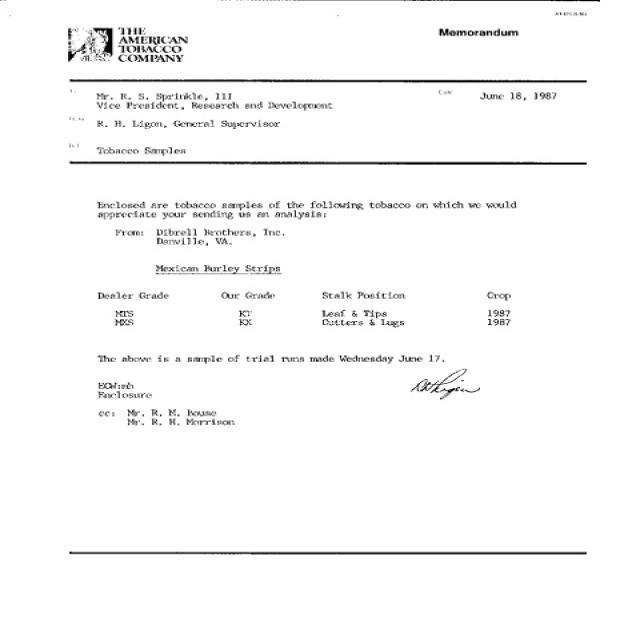 THE
AMERICAN
TOBACCO
COMPANY
Memorandum
To
Mr. R. S. Sprinkle, III
Vice President, Research and Development
Date
June 18, 1987
From
R. H. Ligon, General Supervisor
Tobacco Samples
Enclosed are tobacco samples of the following tobacco on which we would
appreciate your sending us an analysis:
From: Dibrell Brothers, Inc.
Danville, VA.
Mexican Burley Strips
Dealer Grade Our Grade Stalk Position Crop
MTS KT Leaf & Tips 1987
MXS KX Cutters & Lugs 1987
The above is a sample of trial runs made Wednesday June 17.
Enclosure
RHLigon
cc: Mr. R. M. Bouse
Mr. R. H. Morrison